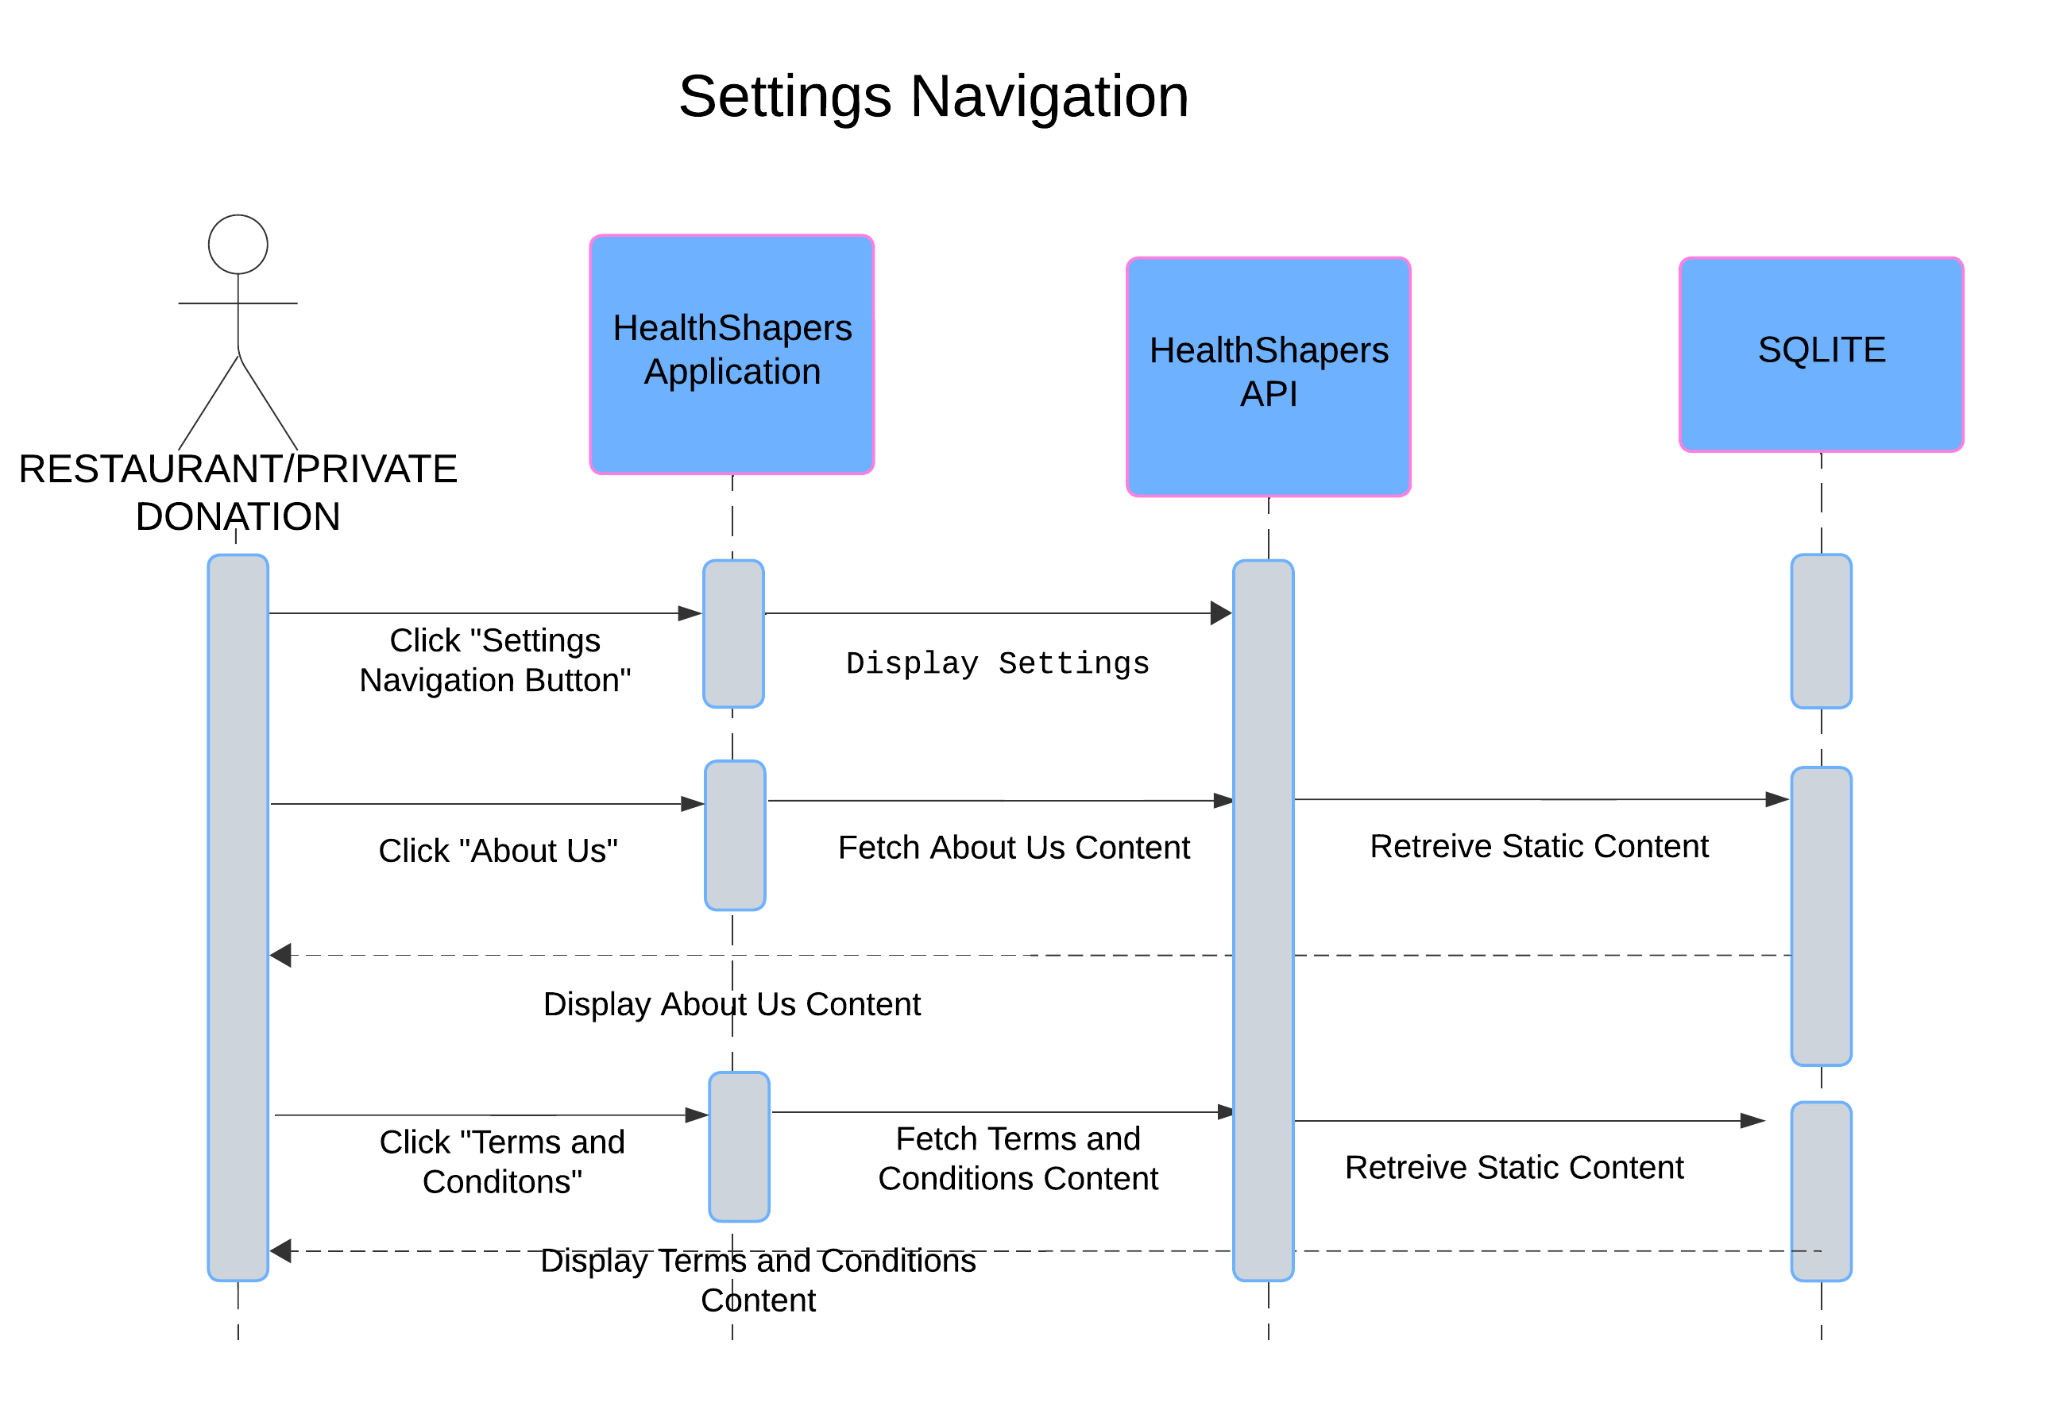 Settings Navigation
RESTAURANT/PRIVATE
DONATION
HealthShapers
Application
HealthShapers
API
SQLITE
Click "Settings
Navigation Button"
Display Settings
Click "About Us"
Fetch About Us Content
Retreive Static Content
Display About Us Content
Click "Terms and
Conditons"
Fetch Terms and
Conditions Content
Retreive Static Content
Display Terms and Conditions
Content